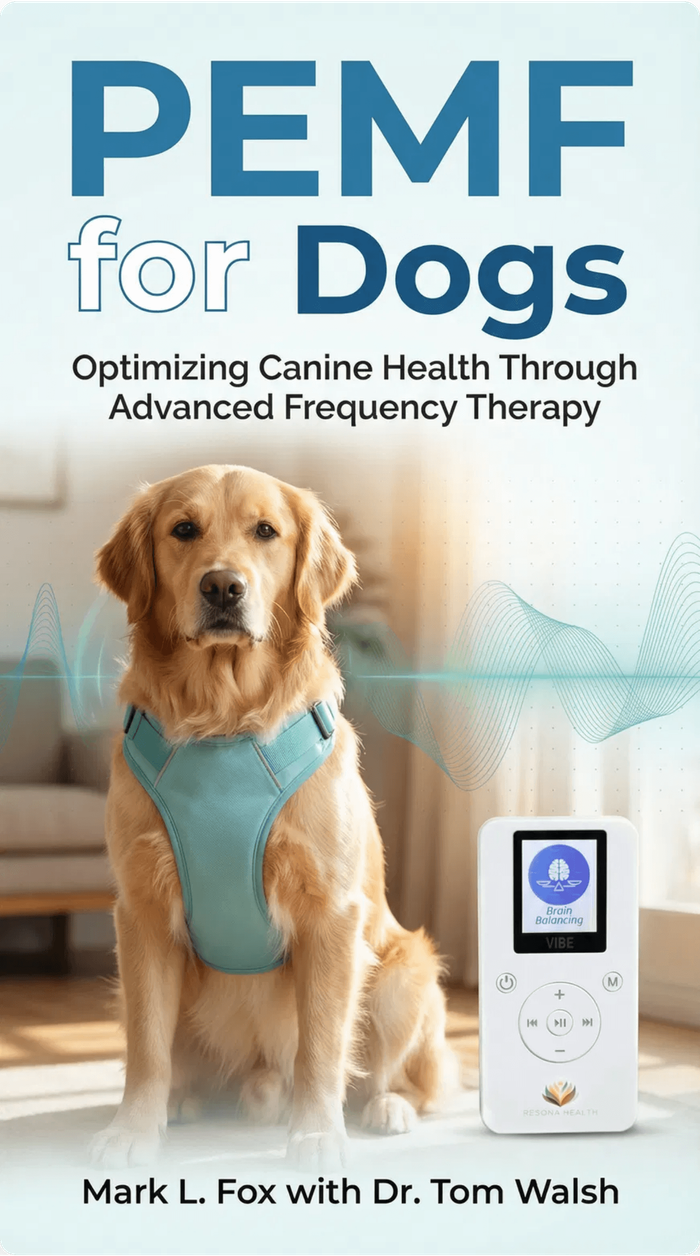 PEMF
for Dogs
Optimizing Canine Health Through
Advanced Frequency Therapy
Brain
Balancing
VIBE
M
RESONA HEALTH
Mark L. Fox with Dr. Tom Walsh